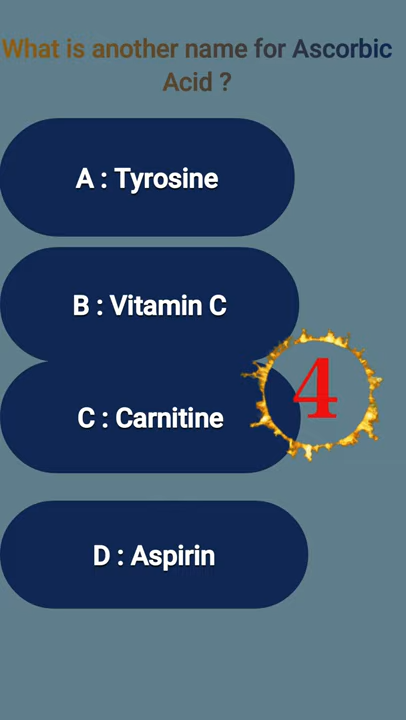 What is another name for Ascorbic
Acid ?
A : Tyrosine
B : Vitamin C
C : Carnitine
4
D : Aspirin